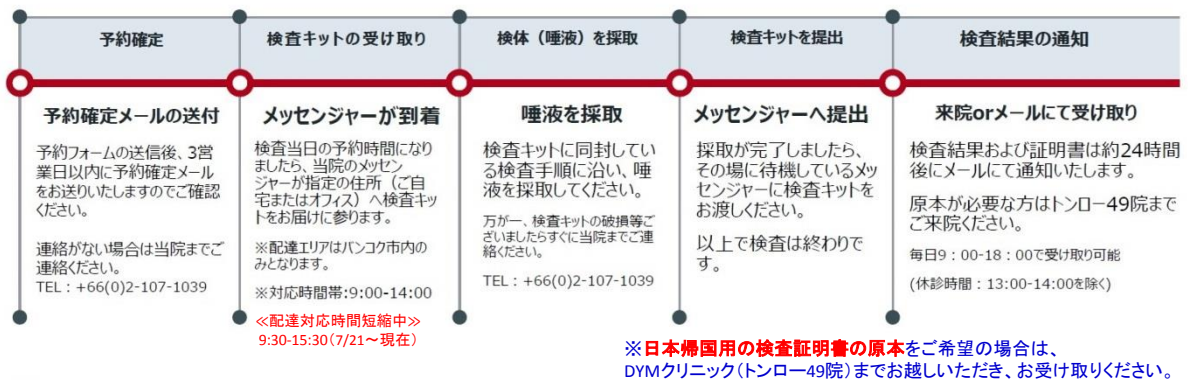 予約確定
検査キットの受け取り
検体（唾液）を採取
検査キットを提出
検査結果の通知
予約確定メールの送付
予約フォームの送信後、3営
業日以内に予約確定メール
をお送りいたしますのでご確認
ください。
連絡がない場合は当院までご
連絡ください。
TEL：+66(0)2-107-1039
メッセンジャーが到着
検査当日の予約時間になり
ましたら、当院のメッセン
ジャーが指定の住所（ご自
宅またはオフィス）へ検査キッ
トをお届けに参ります。
※配達エリアはバンコク市内の
みとなります。
※対応時間帯:9:00-14:00
≪配達対応時間短縮中≫
9:30-15:30（7/21～現在）
唾液を採取
検査キットに同封してい
る検査手順に沿い、唾
液を採取してください。
万が一、検査キットの破損等ご
ざいましたらすぐに当院までご連
絡ください。
TEL：+66(0)2-107-1039
メッセンジャーへ提出
採取が完了しましたら、
その場に待機しているメッ
センジャーに検査キットを
お渡しください。
以上で検査は終わりで
す。
来院orメールにて受け取り
検査結果および証明書は約24時間
後にメールにて通知いたします。
原本が必要な方はトンロー49院まで
ご来院ください。
毎日9：00-18：00で受け取り可能
(休診時間：13:00-14:00を除く)
※日本帰国用の検査証明書の原本をご希望の場合は、
DYMクリニック（トンロー49院）までお越しいただき、お受け取りください。